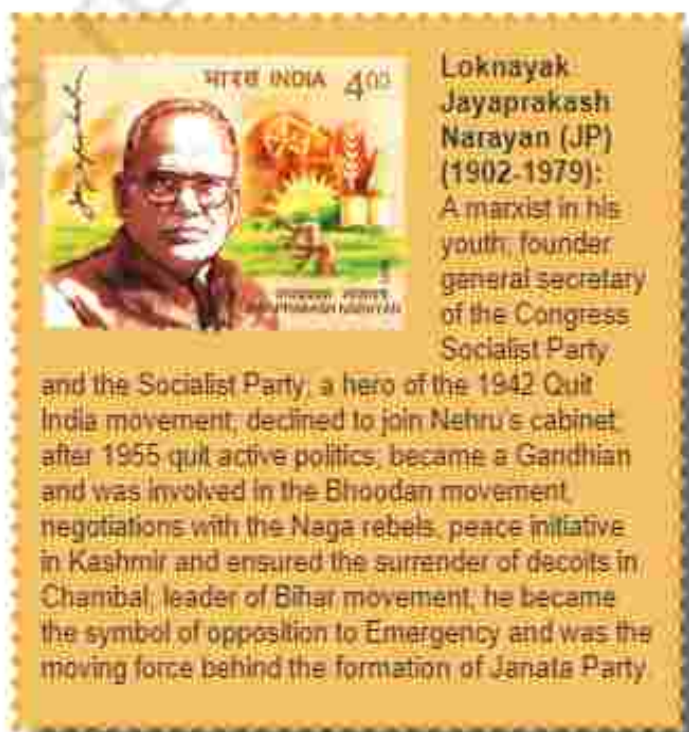 भारत INDIA 400
JAYAPRAKASH NARAYAN
Loknayak
Jayaprakash
Narayan (JP)
(1902-1979):
A marxist in his
youth; founder
general secretary
of the Congress
Socialist Party
and the Socialist Party; a hero of the 1942 Quit
India movement; declined to join Nehru's cabinet;
after 1955 quit active politics; became a Gandhian
and was involved in the Bhoodan movement,
negotiations with the Naga rebels, peace initiative
in Kashmir and ensured the surrender of decoits in
Chambal; leader of Bihar movement, he became
the symbol of opposition to Emergency and was the
moving force behind the formation of Janata Party.